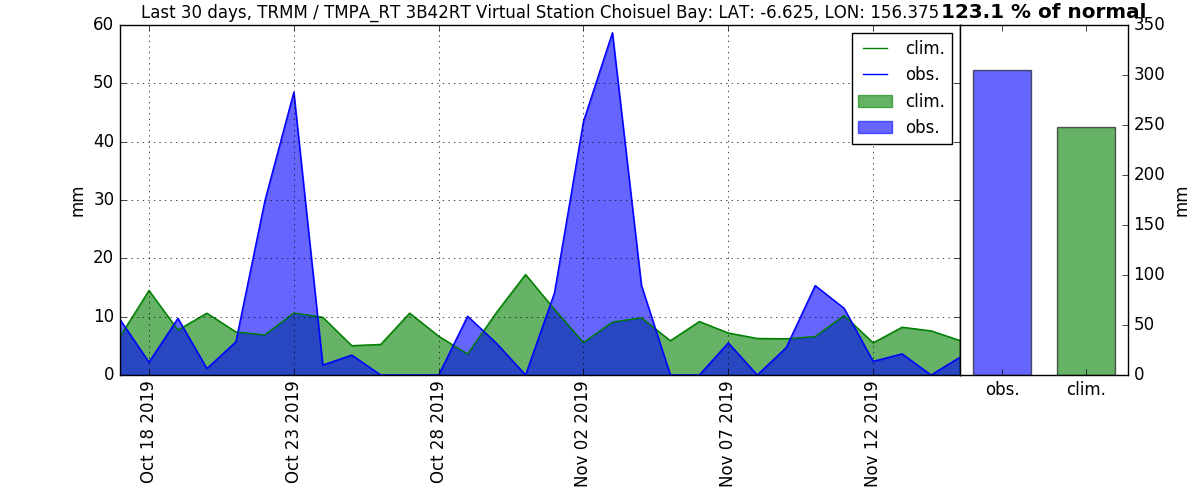 Last 30 days, TRMM / TMPA_RT 3B42RT Virtual Station Choisuel Bay: LAT: -6.625, LON: 156.375
123.1 % of normal
60
50
40
30
20
10
0
mm
clim.
obs.
clim.
obs.
Oct 18 2019
Oct 23 2019
Oct 28 2019
Nov 02 2019
Nov 07 2019
Nov 12 2019
350
300
250
200
150
100
50
0
mm
obs.
clim.